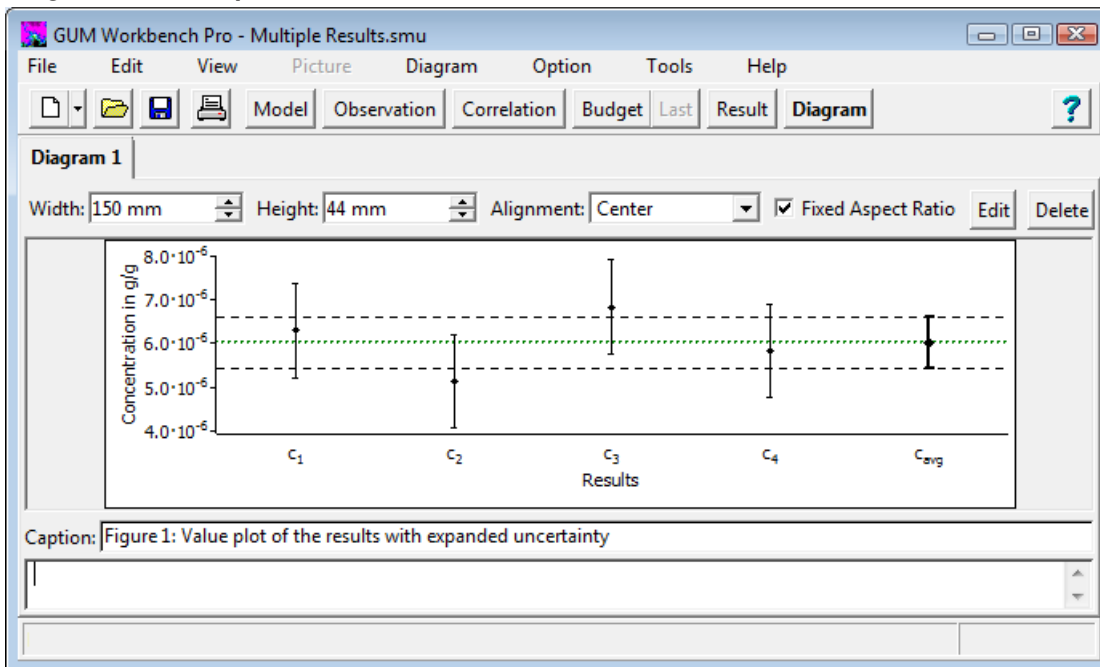 GUM Workbench Pro - Multiple Results.smu
File Edit View Picture Diagram Option Tools Help
Model Observation Correlation Budget Last Result Diagram ?
Diagram 1
Width: 150 mm Height: 44 mm Alignment: Center Fixed Aspect Ratio Edit Delete
8.0·10⁻⁶
7.0·10⁻⁶
6.0·10⁻⁶
5.0·10⁻⁶
4.0·10⁻⁶
Concentration in g/g
c₁ c₂ c₃ c₄ cavg
Results
Caption: Figure 1: Value plot of the results with expanded uncertainty